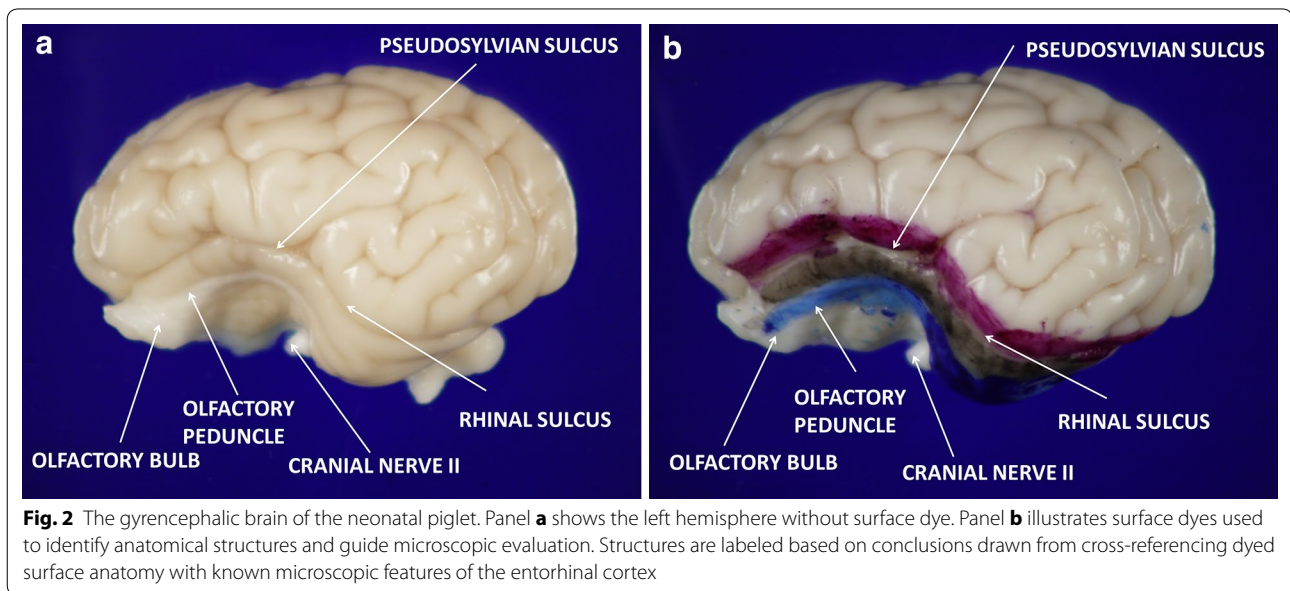 a
PSEUDOSYLVIAN SULCUS
OLFACTORY
PEDUNCLE
RHINAL SULCUS
OLFACTORY BULB
CRANIAL NERVE II
b
PSEUDOSYLVIAN SULCUS
OLFACTORY
PEDUNCLE
RHINAL SULCUS
OLFACTORY BULB
CRANIAL NERVE II
Fig. 2 The gyrencephalic brain of the neonatal piglet. Panel a shows the left hemisphere without surface dye. Panel b illustrates surface dyes used
to identify anatomical structures and guide microscopic evaluation. Structures are labeled based on conclusions drawn from cross-referencing dyed
surface anatomy with known microscopic features of the entorhinal cortex